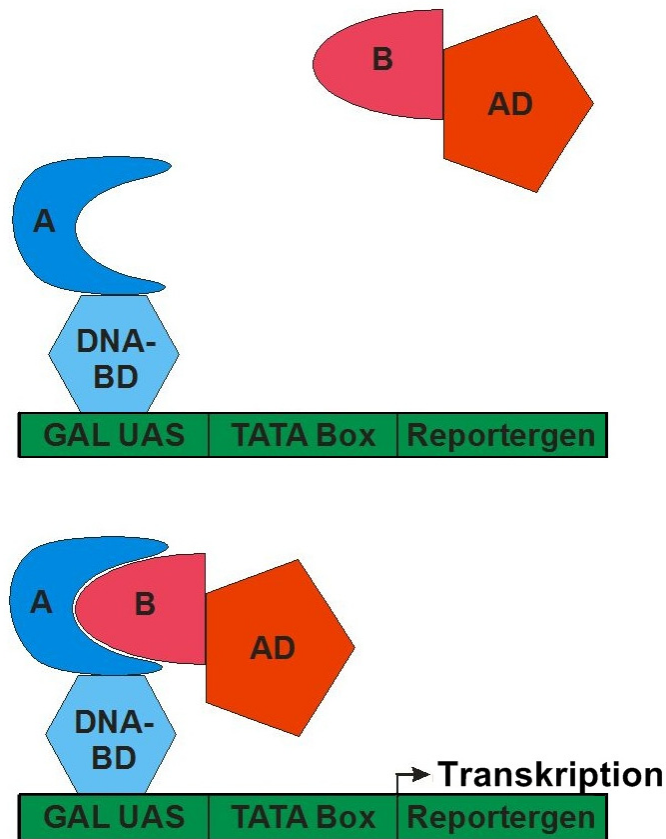 B
AD
A
DNA-
BD
GAL UAS
TATA Box
Reportergen
A
B
AD
DNA-
BD
Transkription
GAL UAS
TATA Box
Reportergen